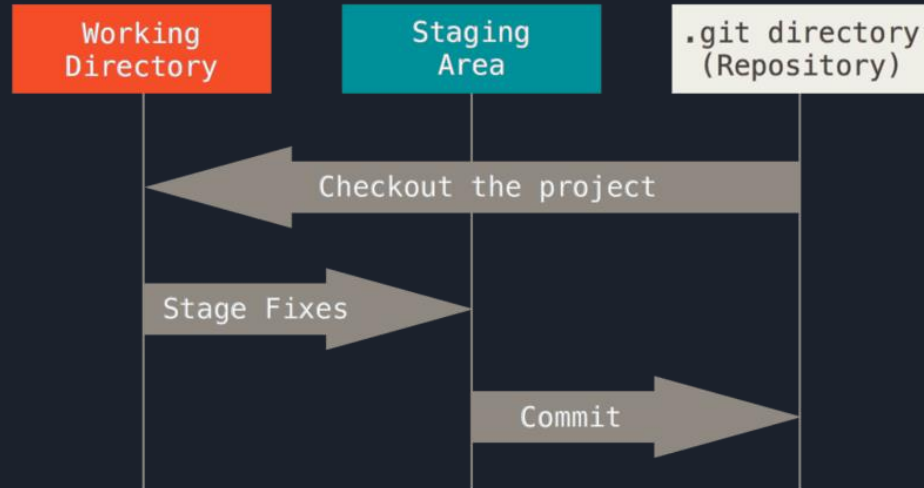 Working
Directory
Staging
Area
.git directory
(Repository)
Checkout the project
Stage Fixes
Commit